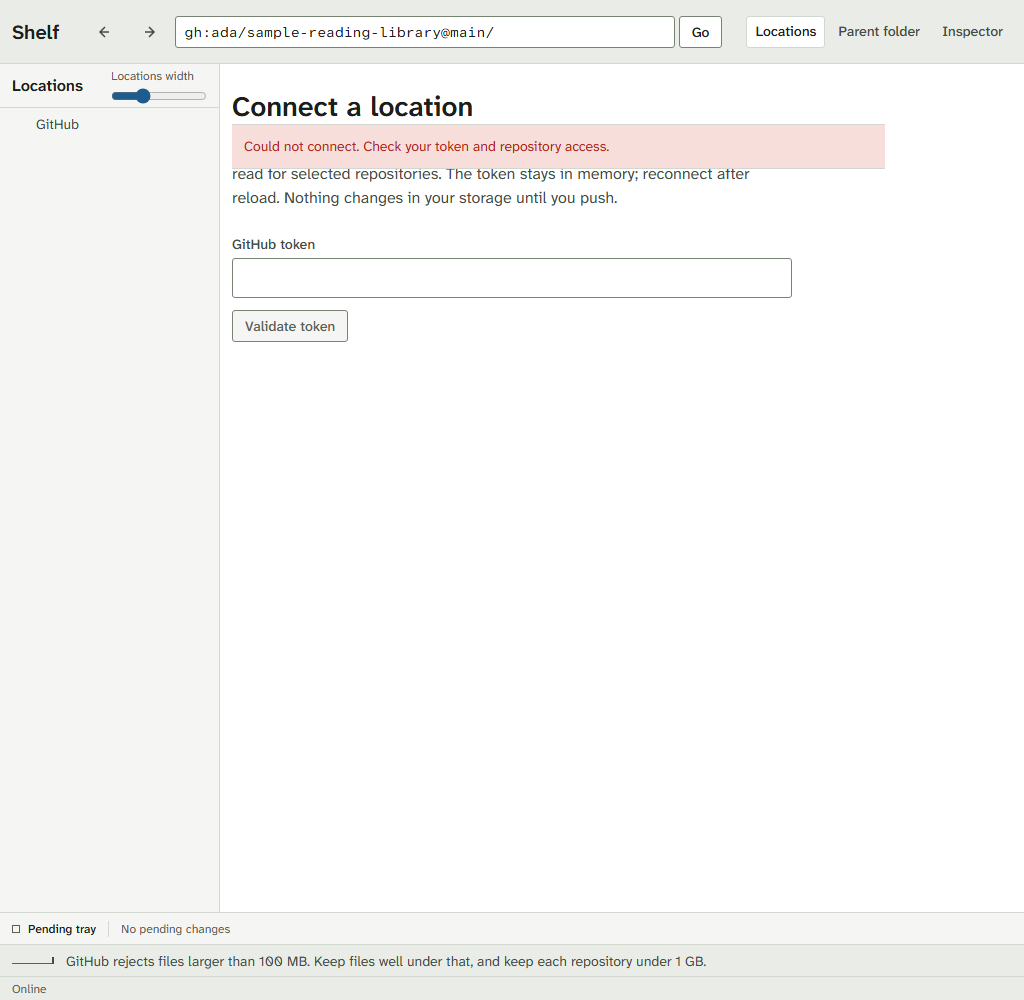 Shelf
gh:ada/sample-reading-library@main/
Go
Locations
Parent folder
Inspector
Locations
Locations width
GitHub
Connect a location
Could not connect. Check your token and repository access.
read for selected repositories. The token stays in memory; reconnect after
reload. Nothing changes in your storage until you push.
GitHub token
Validate token
Pending tray
No pending changes
GitHub rejects files larger than 100 MB. Keep files well under that, and keep each repository under 1 GB.
Online